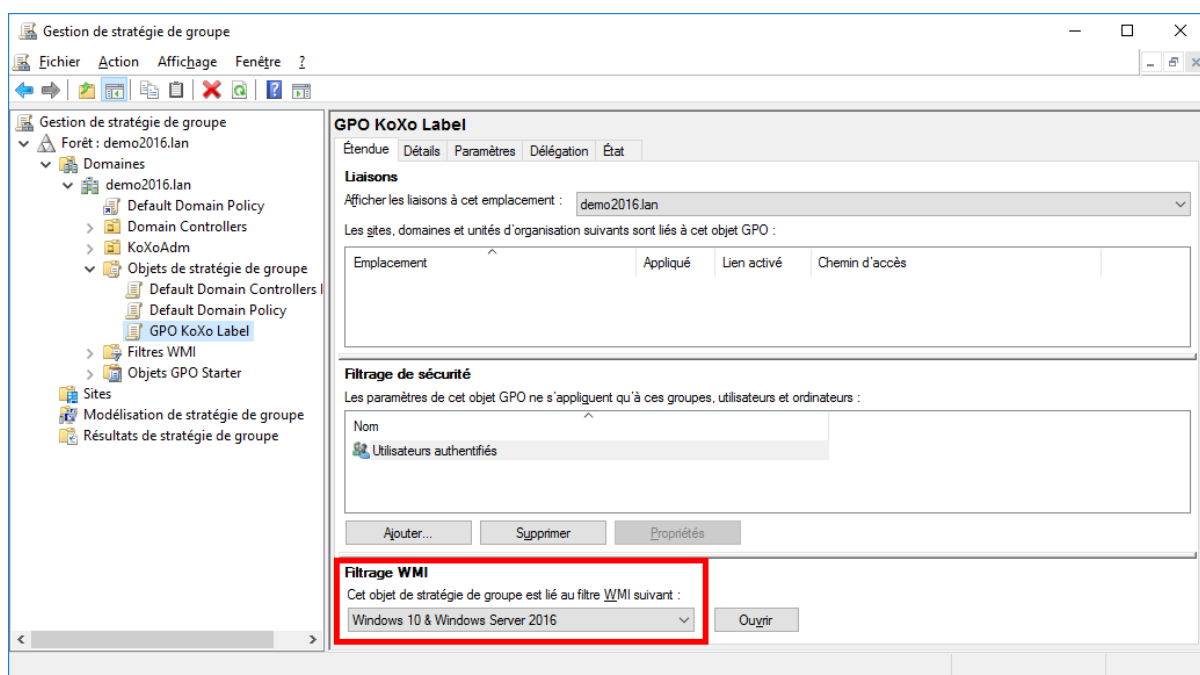 Gestion de stratégie de groupe
Fichier Action Affichage Fenêtre ?
Gestion de stratégie de groupe
Forêt : demo2016.lan
Domaines
demo2016.lan
Default Domain Policy
Domain Controllers
KoXoAdm
Objets de stratégie de groupe
Default Domain Controllers
Default Domain Policy
GPO KoXo Label
Filtres WMI
Objets GPO Starter
Sites
Modélisation de stratégie de groupe
Résultats de stratégie de groupe
GPO KoXo Label
Étendue Détails Paramètres Délégation État
Liaisons
Afficher les liaisons à cet emplacement : demo2016.lan
Les sites, domaines et unités d'organisation suivants sont liés à cet objet GPO :
Emplacement Appliqué Lien activé Chemin d'accès
Filtrage de sécurité
Les paramètres de cet objet GPO ne s'appliquent qu'à ces groupes, utilisateurs et ordinateurs :
Nom
Utilisateurs authentifiés
Ajouter... Supprimer Propriétés
Filtrage WMI
Cet objet de stratégie de groupe est lié au filtre WMI suivant :
Windows 10 & Windows Server 2016 Ouvrir